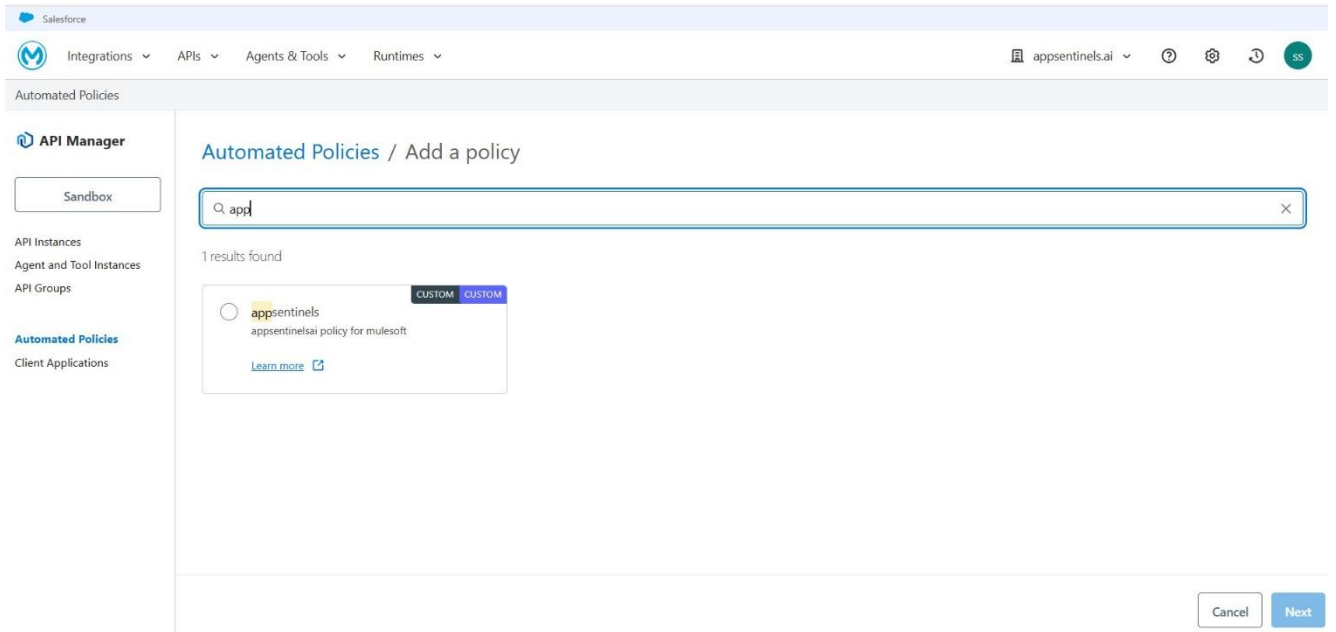 Salesforce
Integrations APIs Agents & Tools Runtimes appsentinels.ai ss
Automated Policies
API Manager
Sandbox
API Instances
Agent and Tool Instances
API Groups
Automated Policies
Client Applications
Automated Policies / Add a policy
app
1 results found
CUSTOM CUSTOM
appsentinels
appsentinelsai policy for mulesoft
Learn more
Cancel Next